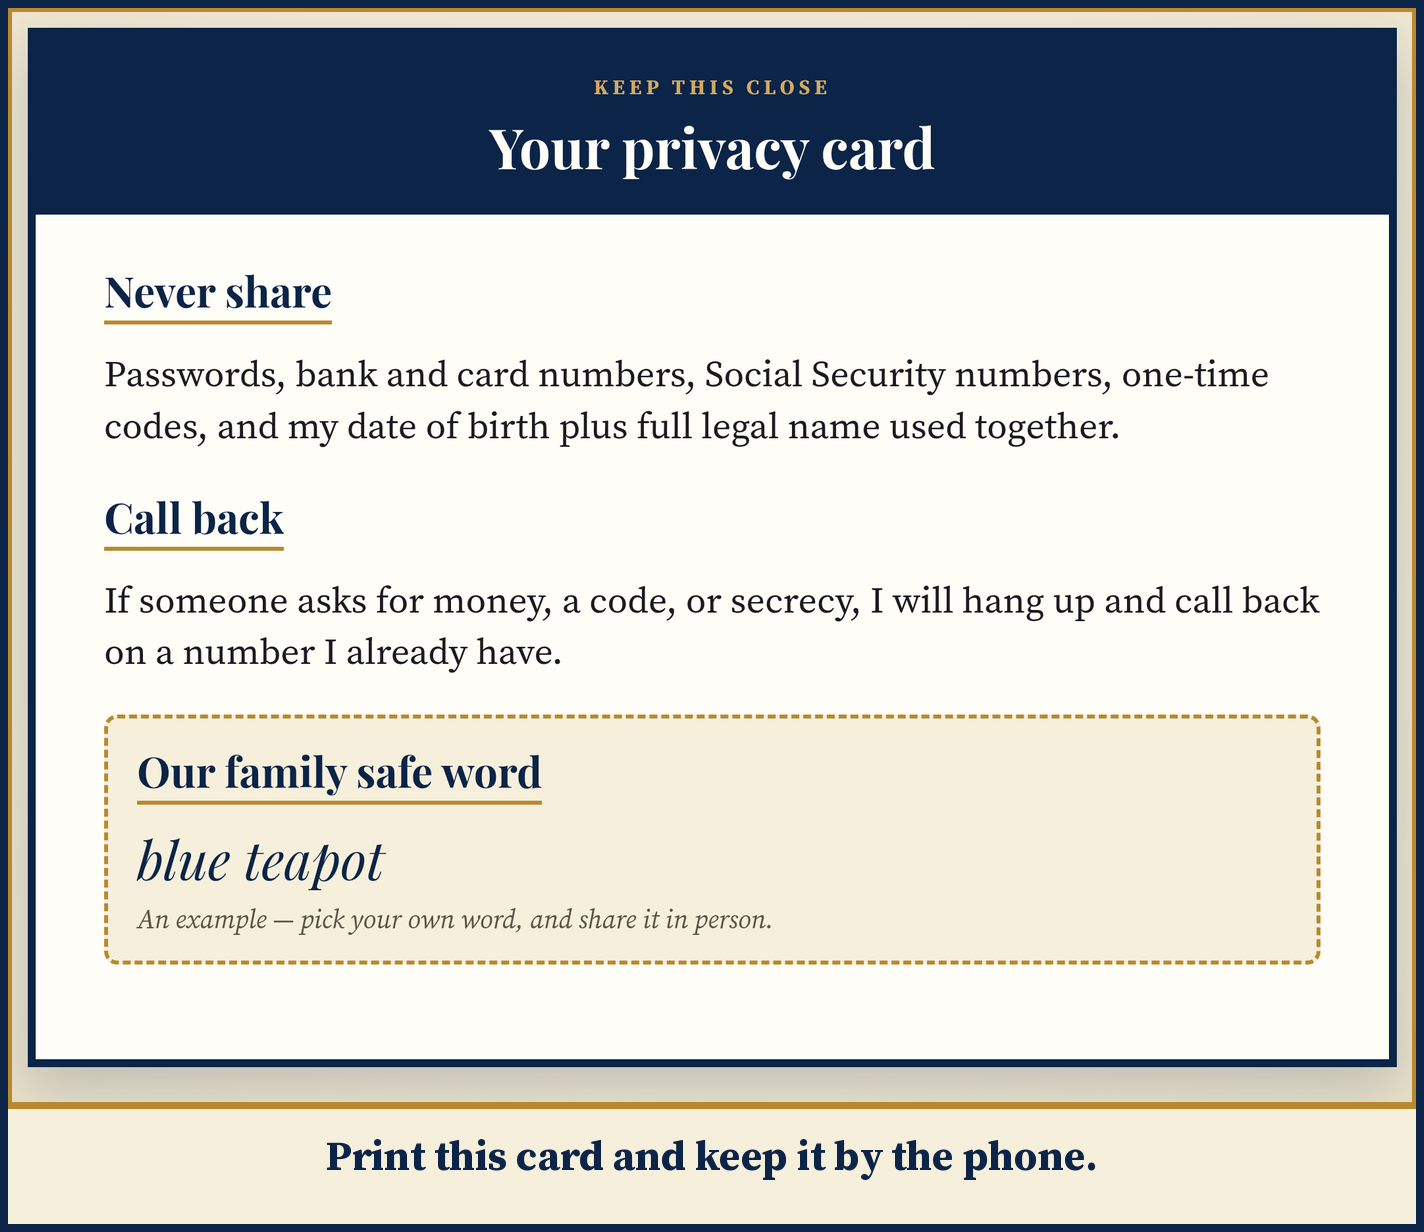 KEEP THIS CLOSE
Your privacy card
Never share
Passwords, bank and card numbers, Social Security numbers, one-time
codes, and my date of birth plus full legal name used together.
Call back
If someone asks for money, a code, or secrecy, I will hang up and call back
on a number I already have.
Our family safe word
blue teapot
An example — pick your own word, and share it in person.
Print this card and keep it by the phone.